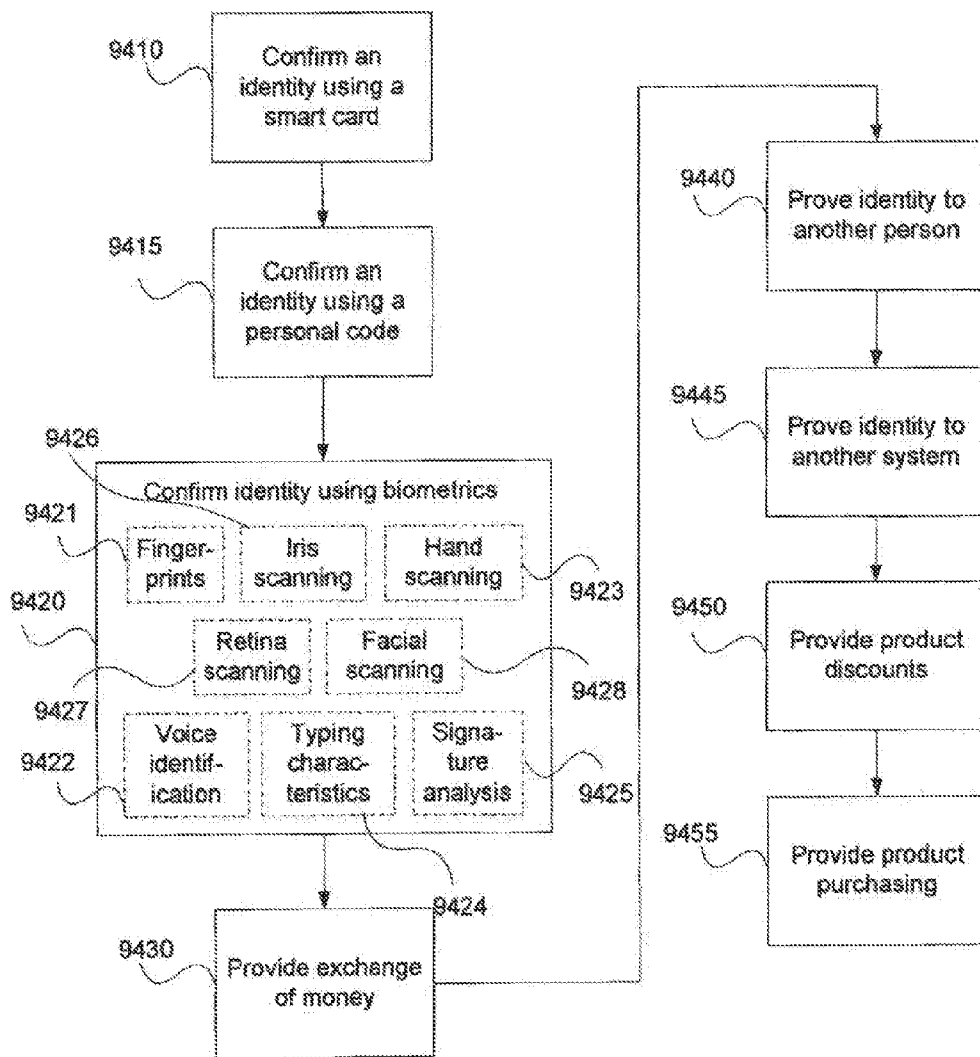 9410
Confirm an
identity using a
smart card
9415
Confirm an
identity using a
personal code
9426
Confirm identity using biometrics
9421
Finger-
prints
Iris
scanning
Hand
scanning
9423
9420
Retina
scanning
Facial
scanning
9427
9428
Voice
identif-
ication
Typing
charac-
teristics
Signa-
ture
analysis
9422
9425
9424
9430
Provide exchange
of money
9440
Prove identity to
another person
9445
Prove identity to
another system
9450
Provide product
discounts
9455
Provide product
purchasing